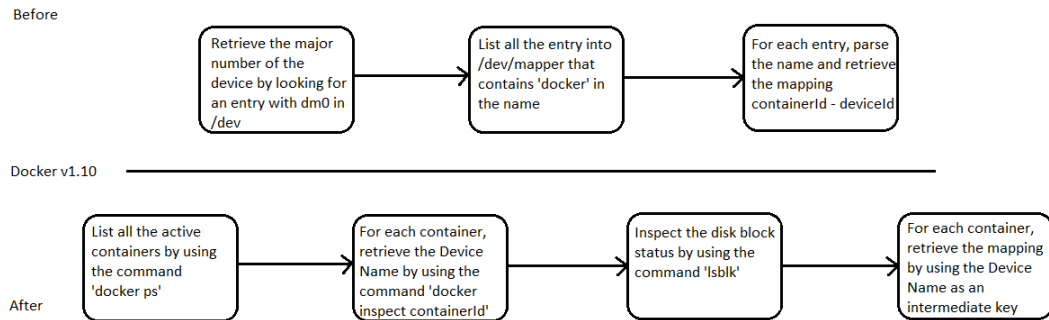 Before
Retrieve the major
number of the
device by looking for
an entry with dm0 in
/dev
List all the entry into
/dev/mapper that
contains 'docker' in
the name
For each entry, parse
the name and retrieve
the mapping
containerId - deviceId
Docker v1.10
List all the active
containers by using
the command
'docker ps'
For each container,
retrieve the Device
Name by using the
command 'docker
inspect containerId'
Inspect the disk block
status by using the
command 'lsblk'
For each container,
retrieve the mapping
by using the Device
Name as an
intermediate key
After